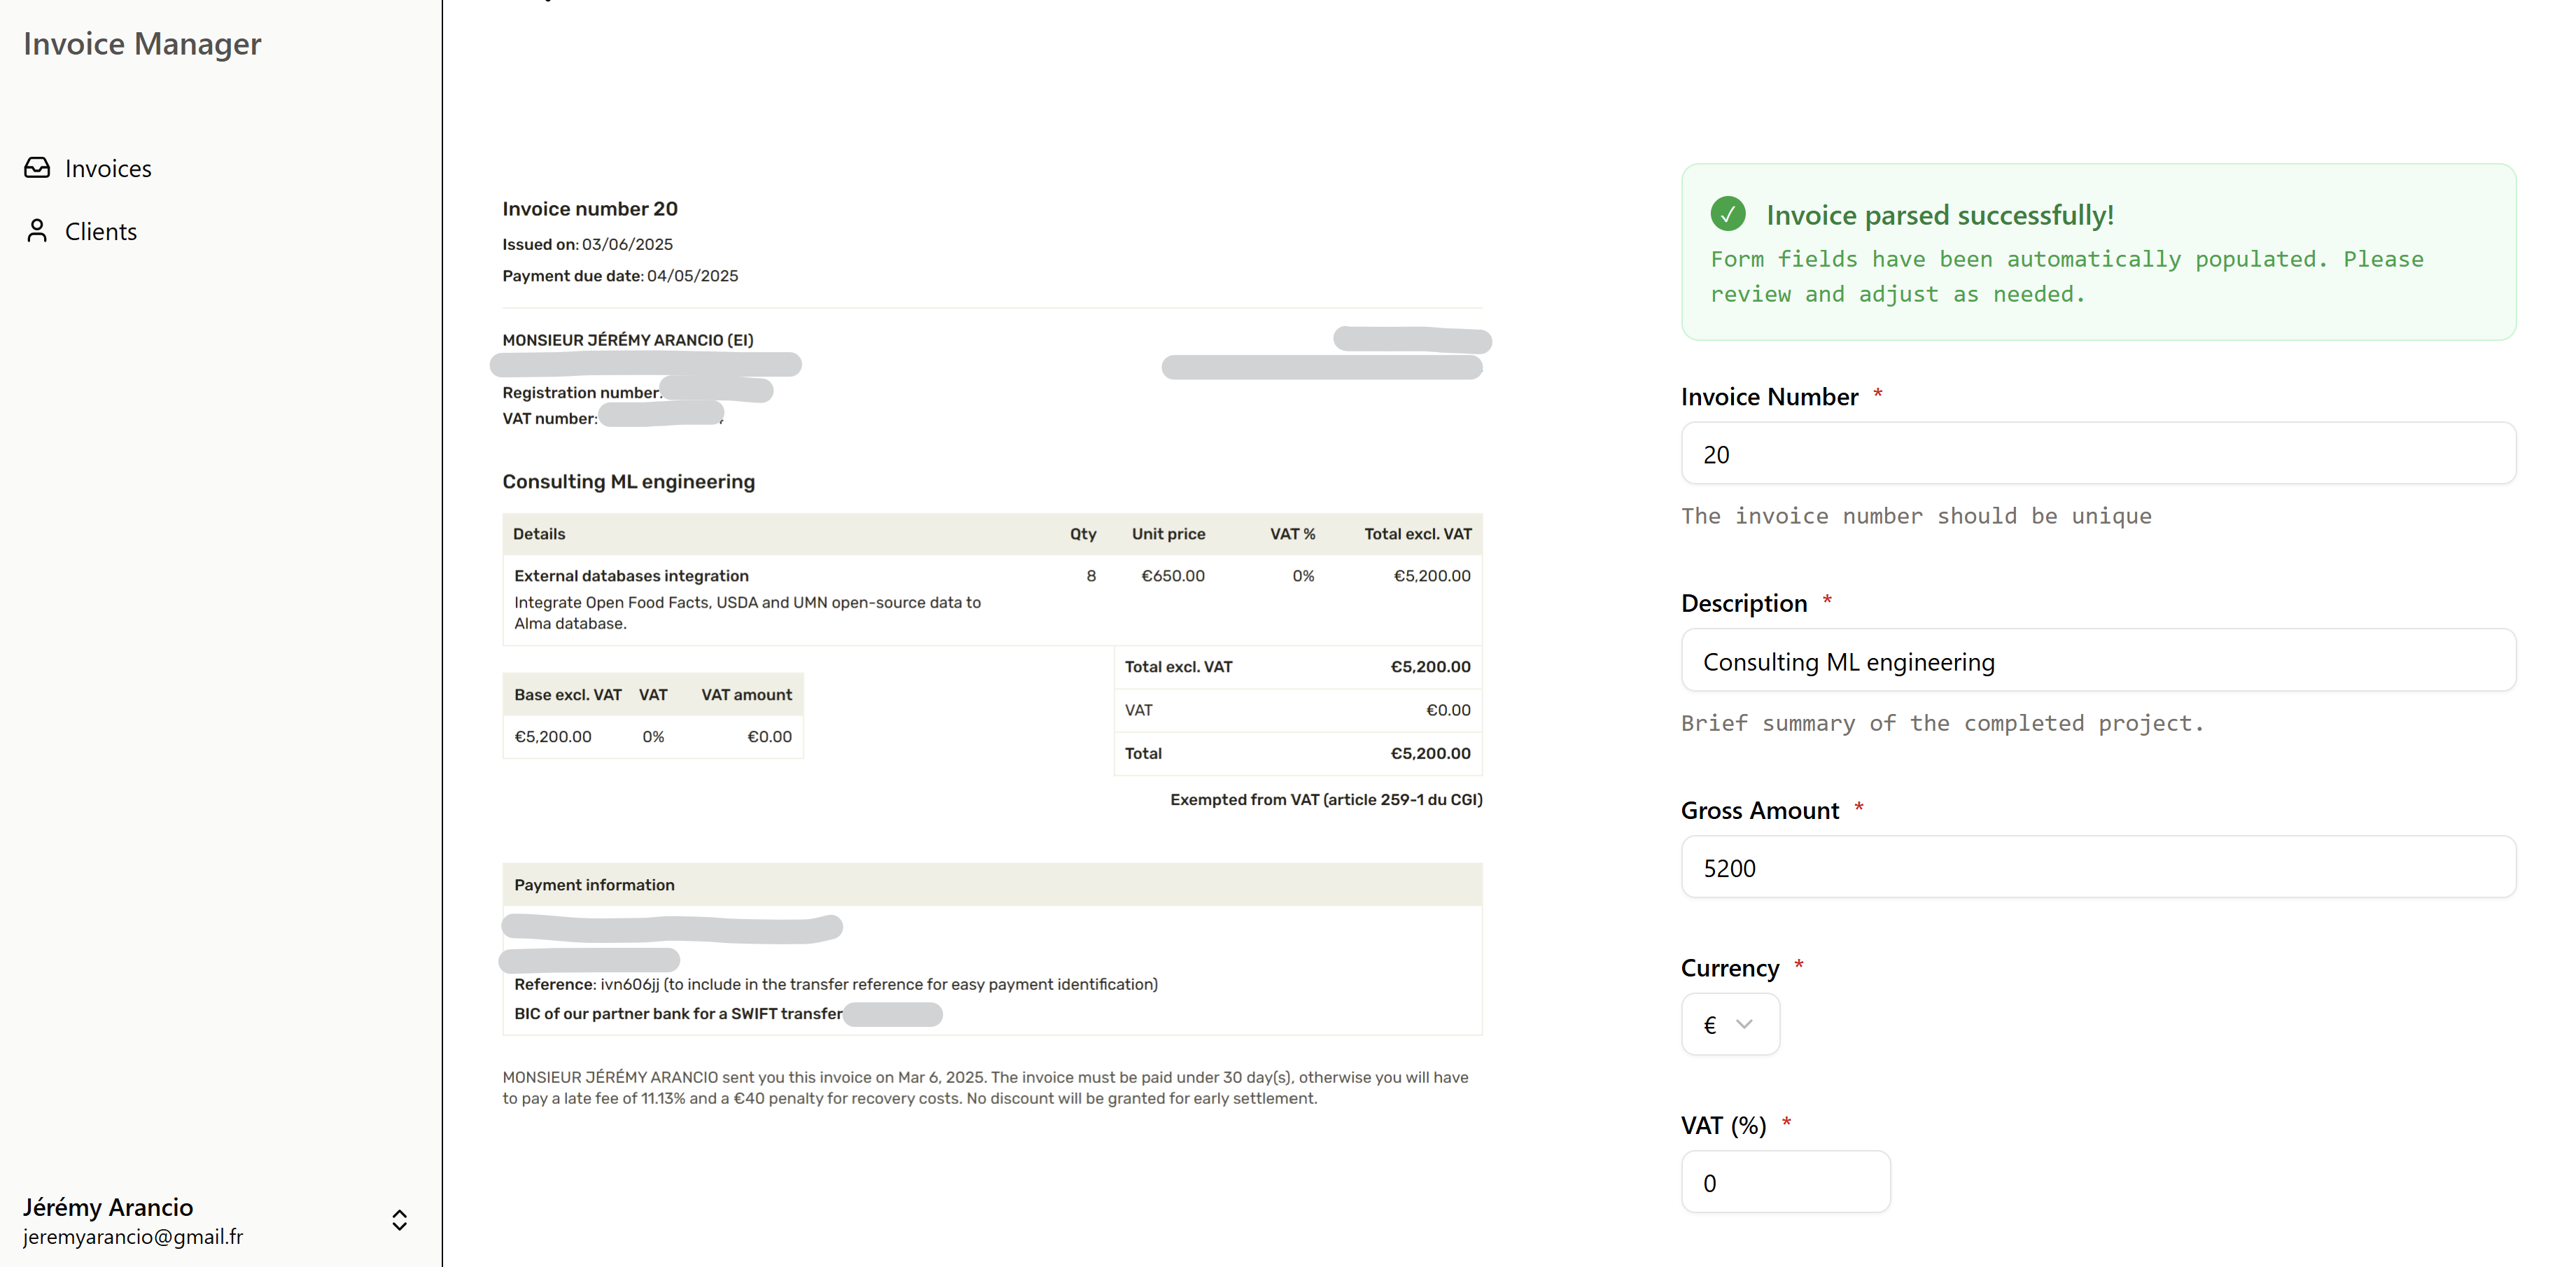 Invoice Manager
Invoices
Clients
Jérémy Arancio
jeremyarancio@gmail.fr
Invoice number 20
Issued on: 03/06/2025
Payment due date: 04/05/2025
MONSIEUR JÉRÉMY ARANCIO (EI)
Registration number:
VAT number:
Consulting ML engineering
Details Qty Unit price VAT % Total excl. VAT
External databases integration 8 €650.00 0% €5,200.00
Integrate Open Food Facts, USDA and UMN open-source data to
Alma database.
Total excl. VAT €5,200.00
VAT €0.00
Total €5,200.00
Base excl. VAT VAT VAT amount
€5,200.00 0% €0.00
Exempted from VAT (article 259-1 du CGI)
Payment information
Reference: ivn606jj (to include in the transfer reference for easy payment identification)
BIC of our partner bank for a SWIFT transfer
MONSIEUR JÉRÉMY ARANCIO sent you this invoice on Mar 6, 2025. The invoice must be paid under 30 day(s), otherwise you will have
to pay a late fee of 11.13% and a €40 penalty for recovery costs. No discount will be granted for early settlement.
✓ Invoice parsed successfully!
Form fields have been automatically populated. Please
review and adjust as needed.
Invoice Number *
20
The invoice number should be unique
Description *
Consulting ML engineering
Brief summary of the completed project.
Gross Amount *
5200
Currency *
€
VAT (%) *
0